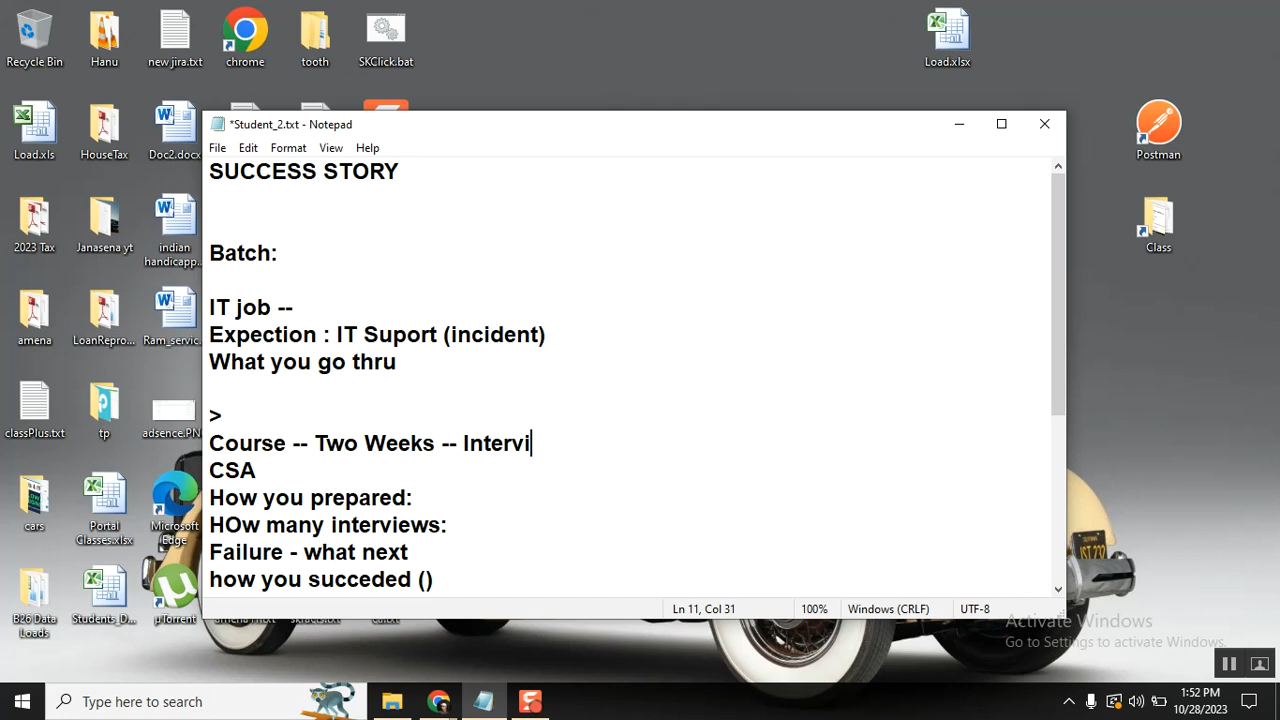 Recycle Bin
Hanu
new jira.txt
chrome
tooth
SKClick.bat
Load.xlsx
Load.xls
HouseTax
Doc2.docx
Postman
2023 Tax
Janasena yt
indian
handicapp...
Class
amena
LoanRepro...
Ram_servic...
classPlus.txt
tp
adsence.PN
cars
Portal
Classes.xlsx
Microsoft
Edge
B26 Data
Loads
Students_D...
µTorrent
*Student_2.txt - Notepad
File Edit Format View Help
SUCCESS STORY
Batch:
IT job --
Expection : IT Suport (incident)
What you go thru
>
Course -- Two Weeks -- Intervi
CSA
How you prepared:
HOw many interviews:
Failure - what next
how you succeded ()
Ln 11, Col 31 100% Windows (CRLF) UTF-8
Activate Windows
Go to Settings to activate Windows.
Type here to search
1:52 PM
10/28/2023